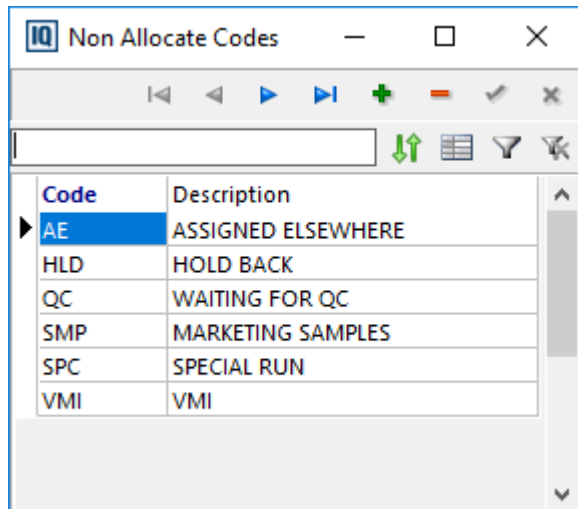 IQ Non Allocate Codes
Code Description
AE ASSIGNED ELSEWHERE
HLD HOLD BACK
QC WAITING FOR QC
SMP MARKETING SAMPLES
SPC SPECIAL RUN
VMI VMI